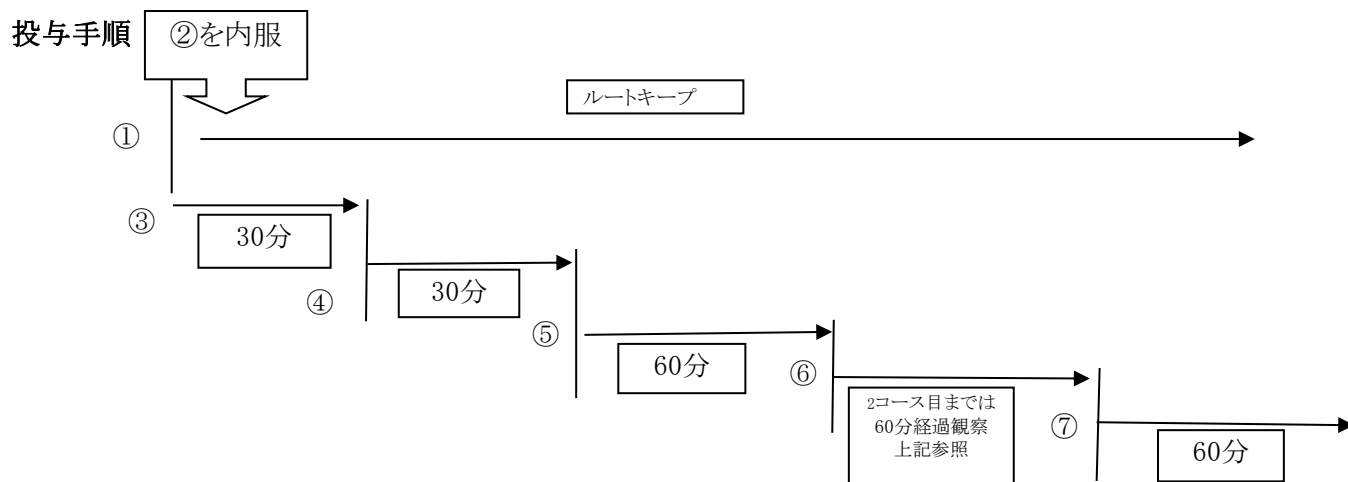 投与手順
②を内服
ルートキープ
①
③
30分
④
30分
⑤
60分
⑥
2コース目までは
60分経過観察
上記参照
⑦
60分